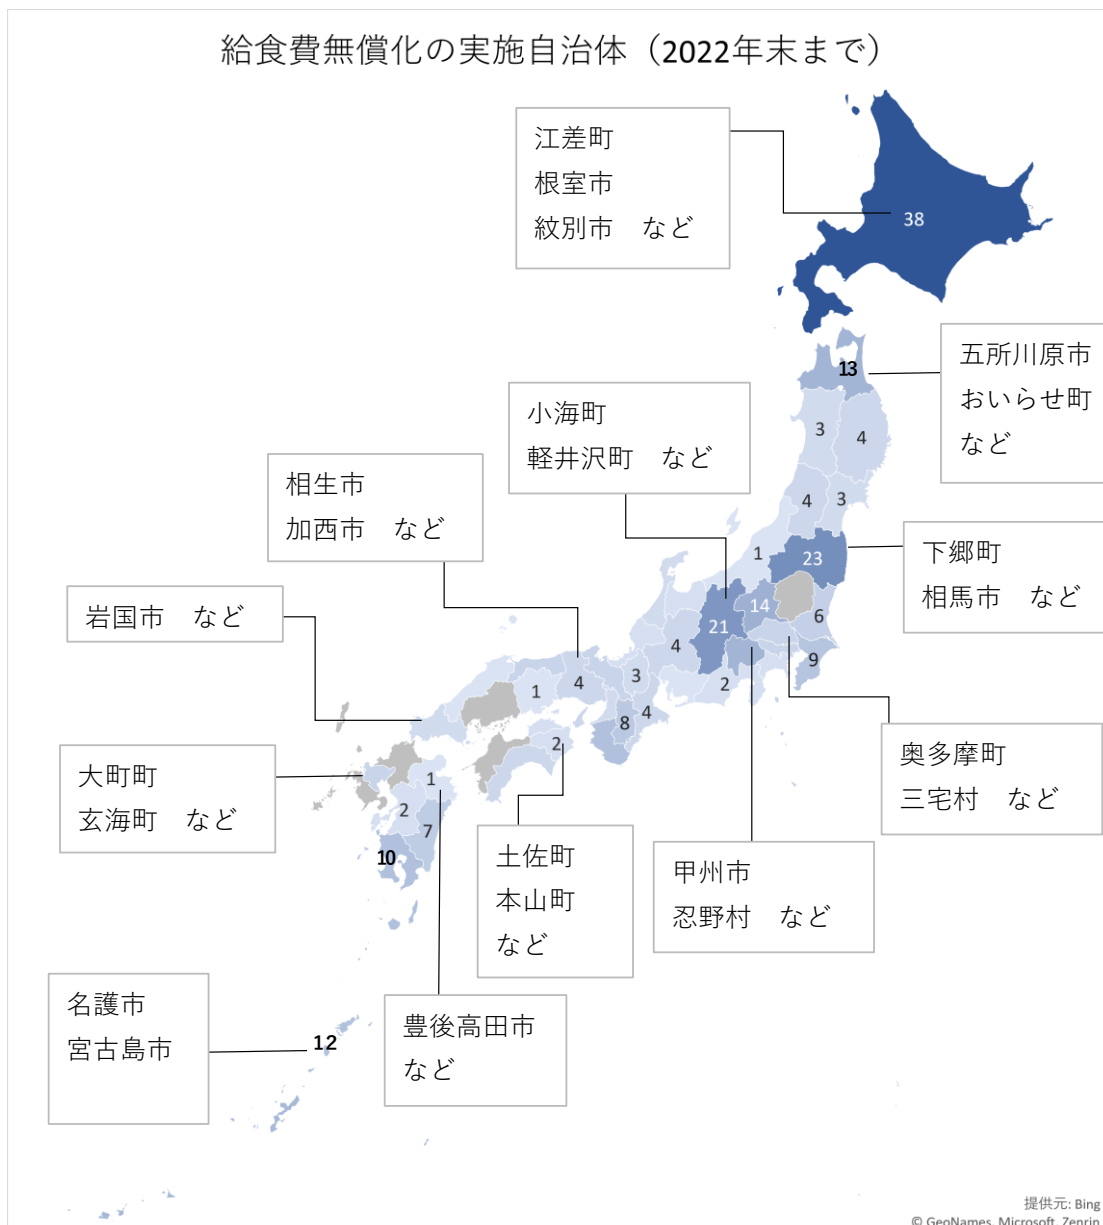 給食費無償化の実施自治体（2022年末まで）
江差町
根室市
紋別市　など
38
五所川原市
おいらせ町
など
13
小海町
軽井沢町　など
3
4
相生市
加西市　など
4
3
下郷町
相馬市　など
1
23
岩国市　など
14
6
21
4
9
3
2
4
1
4
8
2
奥多摩町
三宅村　など
大町町
玄海町　など
1
2
7
10
土佐町
本山町
など
甲州市
忍野村　など
名護市
宮古島市
12
豊後高田市
など
提供元: Bing
© GeoNames, Microsoft, Zenrin